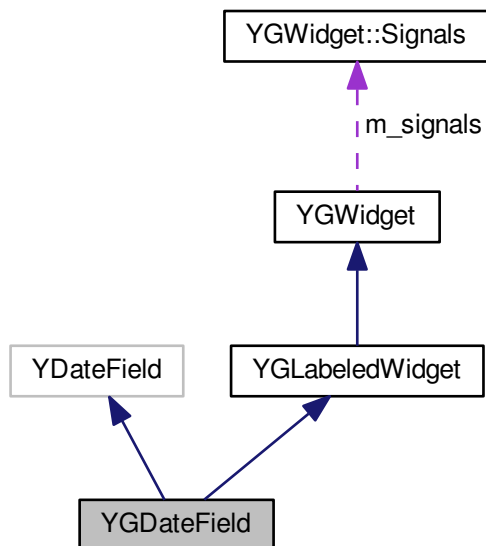 YGWidget::Signals
m_signals
YGWidget
YDateField
YGLabeledWidget
YGDateField